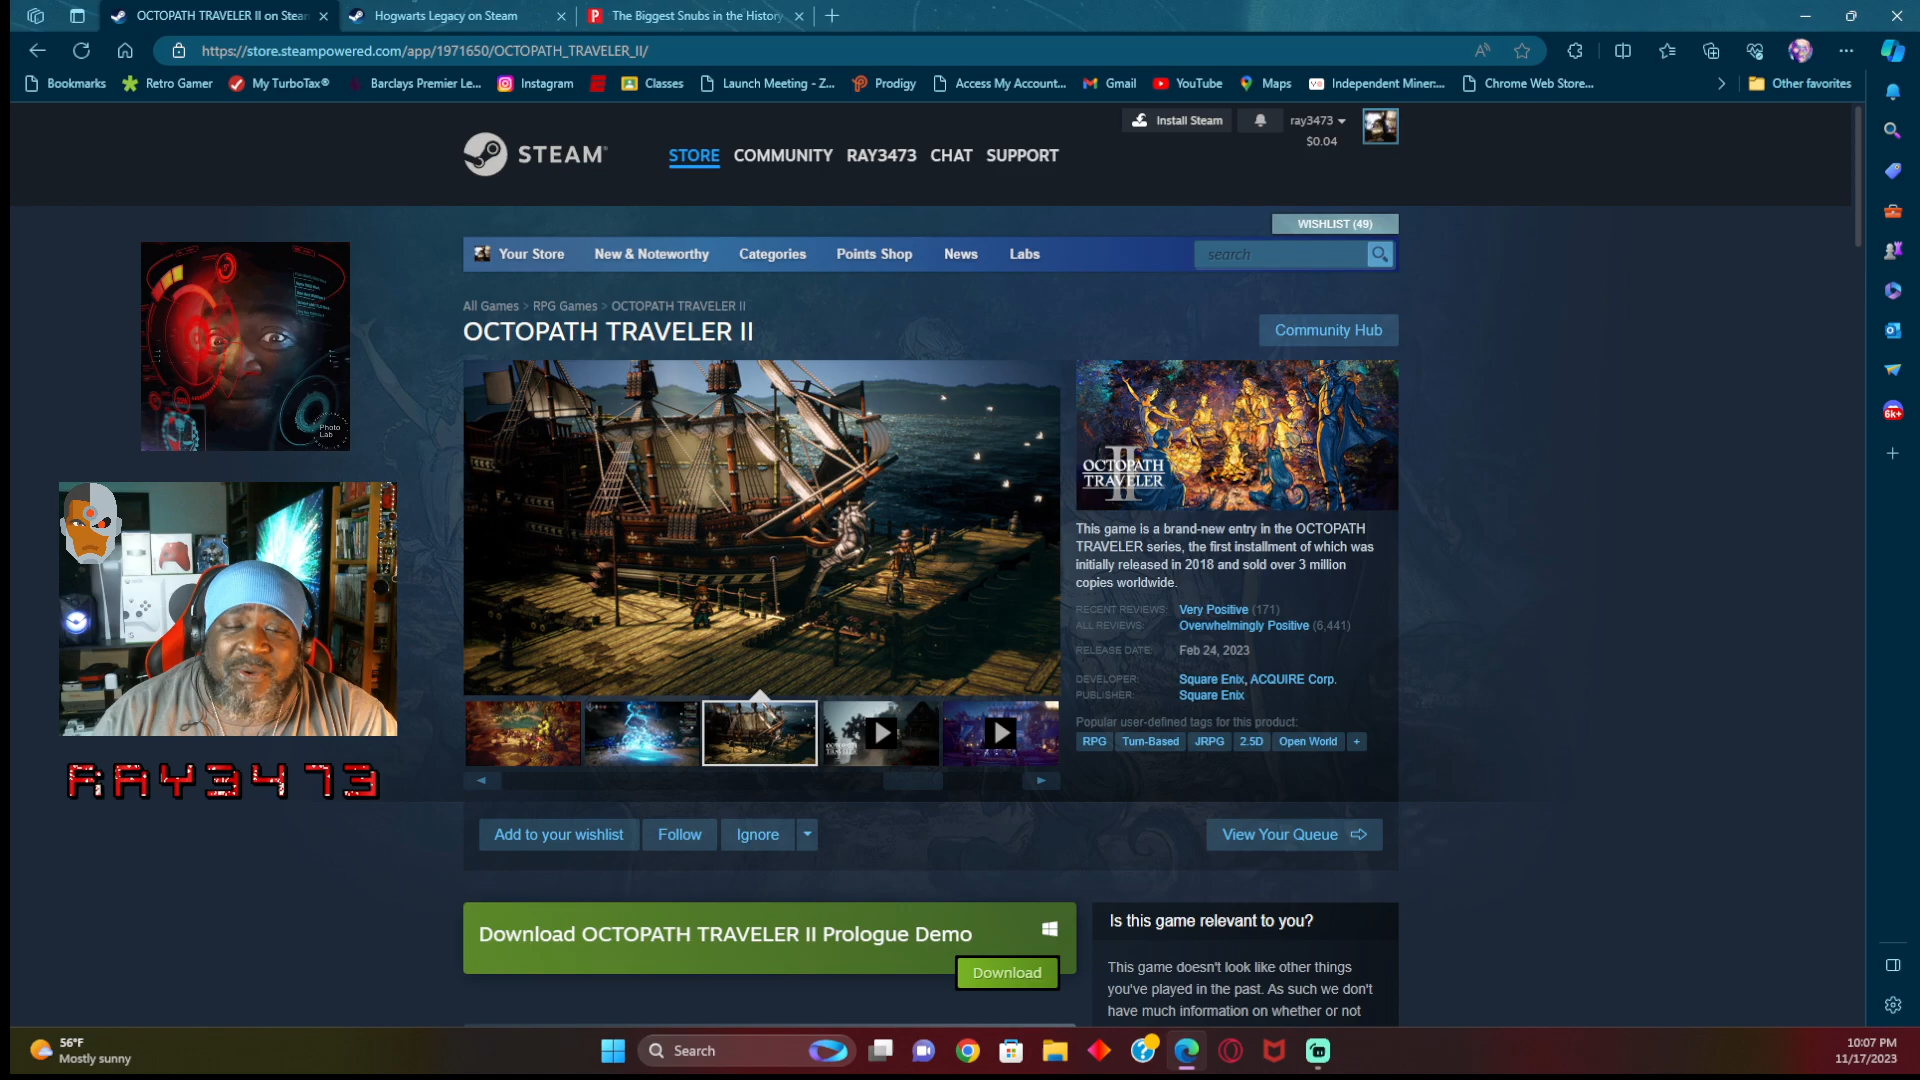 OCTOPATH TRAVELER II on Stean
Hogwarts Legacy on Steam
The Biggest Snubs in the History
https://store.steampowered.com/app/1971650/OCTOPATH_TRAVELER_II/
Bookmarks
Retro Gamer
My TurboTax®
Barclays Premier Le...
Instagram
Classes
Launch Meeting - Z...
Prodigy
Access My Account...
Gmail
YouTube
Maps
Independent Miner:...
Chrome Web Store...
Other favorites
Install Steam
ray3473
$0.04
STEAM®
STORE
COMMUNITY
RAY3473
CHAT
SUPPORT
WISHLIST (49)
Your Store
New & Noteworthy
Categories
Points Shop
News
Labs
search
All Games > RPG Games > OCTOPATH TRAVELER II
OCTOPATH TRAVELER II
Community Hub
OCTOPATH
TRAVELER
II
This game is a brand-new entry in the OCTOPATH
TRAVELER series, the first installment of which was
initially released in 2018 and sold over 3 million
copies worldwide.
RECENT REVIEWS: Very Positive (171)
ALL REVIEWS: Overwhelmingly Positive (6,441)
RELEASE DATE: Feb 24, 2023
DEVELOPER: Square Enix, ACQUIRE Corp.
PUBLISHER: Square Enix
Popular user-defined tags for this product:
RPG Turn-Based JRPG 2.5D Open World +
Photo
Lab
RAY3473
Add to your wishlist
Follow
Ignore
View Your Queue
Download OCTOPATH TRAVELER II Prologue Demo
Download
Is this game relevant to you?
This game doesn't look like other things
you've played in the past. As such we don't
have much information on whether or not
6k+
56°F
Mostly sunny
Search
10:07 PM
11/17/2023